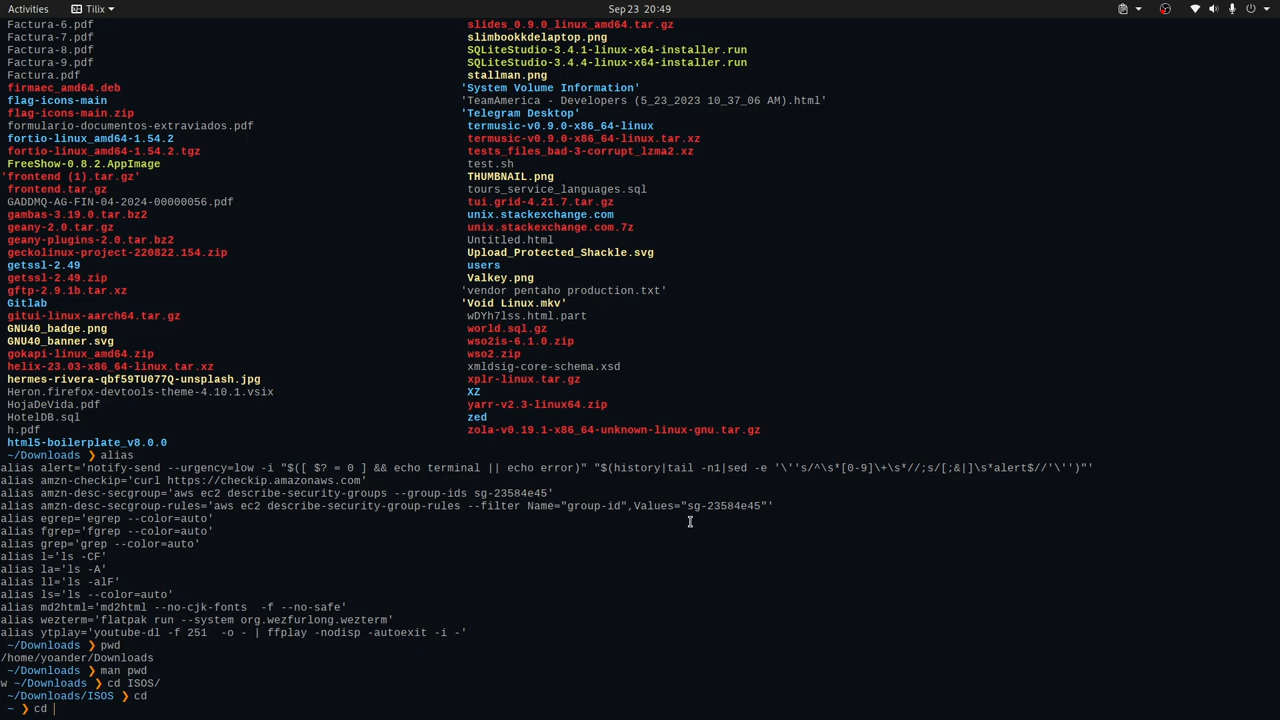 Activities Tilix Sep 23 20:49
Factura-6.pdf slides_0.9.0_linux_amd64.tar.gz
Factura-7.pdf slimbookkdelaptop.png
Factura-8.pdf SQLiteStudio-3.4.1-linux-x64-installer.run
Factura-9.pdf SQLiteStudio-3.4.4-linux-x64-installer.run
Factura.pdf stallman.png
firmaec_amd64.deb 'System Volume Information'
flag-icons-main 'TeamAmerica - Developers (5_23_2023 10_37_06 AM).html'
flag-icons-main.zip 'Telegram Desktop'
formulario-documentos-extraviados.pdf termusic-v0.9.0-x86_64-linux
fortio-linux_amd64-1.54.2 termusic-v0.9.0-x86_64-linux.tar.xz
fortio-linux_amd64-1.54.2.tgz tests_files_bad-3-corrupt_lzma2.xz
FreeShow-0.8.2.AppImage test.sh
'frontend (1).tar.gz' THUMBNAIL.png
frontend.tar.gz tours_service_languages.sql
GADDMQ-AG-FIN-04-2024-00000056.pdf tui.grid-4.21.7.tar.gz
gambas-3.19.0.tar.bz2 unix.stackexchange.com
geany-2.0.tar.gz unix.stackexchange.com.7z
geany-plugins-2.0.tar.bz2 Untitled.html
geckolinux-project-220822.154.zip Upload_Protected_Shackle.svg
getssl-2.49 users
getssl-2.49.zip Valkey.png
gftp-2.9.1b.tar.xz 'vendor pentaho production.txt'
Gitlab 'Void Linux.mkv'
gitui-linux-aarch64.tar.gz wDYh7lss.html.part
GNU40_badge.png world.sql.gz
GNU40_banner.svg wso2is-6.1.0.zip
gokapi-linux_amd64.zip wso2.zip
helix-23.03-x86_64-linux.tar.xz xmldsig-core-schema.xsd
hermes-rivera-qbf59TU077Q-unsplash.jpg xplr-linux.tar.gz
Heron.firefox-devtools-theme-4.10.1.vsix XZ
HojaDeVida.pdf yarr-v2.3-linux64.zip
HotelDB.sql zed
h.pdf zola-v0.19.1-x86_64-unknown-linux-gnu.tar.gz
html5-boilerplate_v8.0.0
~/Downloads ❯ alias
alias alert='notify-send --urgency=low -i "$([ $? = 0 ] && echo terminal || echo error)" "$(history|tail -n1|sed -e '\''s/^\s*[0-9]\+\s*//;s/[;&|]\s*alert$//'\'')"'
alias amzn-checkip='curl https://checkip.amazonaws.com'
alias amzn-desc-secgroup='aws ec2 describe-security-groups --group-ids sg-23584e45'
alias amzn-desc-secgroup-rules='aws ec2 describe-security-group-rules --filter Name="group-id",Values="sg-23584e45"'
alias egrep='egrep --color=auto'
alias fgrep='fgrep --color=auto'
alias grep='grep --color=auto'
alias l='ls -CF'
alias la='ls -A'
alias ll='ls -alF'
alias ls='ls --color=auto'
alias md2html='md2html --no-cjk-fonts  -f --no-safe'
alias wezterm='flatpak run --system org.wezfurlong.wezterm'
alias ytplay='youtube-dl -f 251  -o - | ffplay -nodisp -autoexit -i -'
~/Downloads ❯ pwd
/home/yoander/Downloads
~/Downloads ❯ man pwd
w ~/Downloads ❯ cd ISOS/
~/Downloads/ISOS ❯ cd
~ ❯ cd